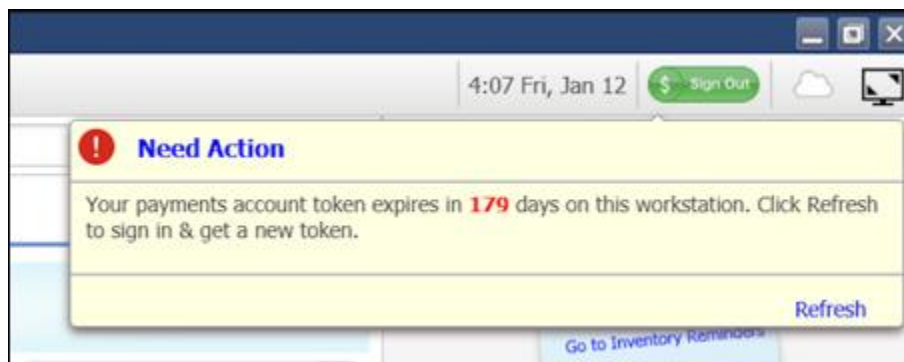 4:07 Fri, Jan 12
$ Sign Out
Need Action
Your payments account token expires in 179 days on this workstation. Click Refresh
to sign in & get a new token.
Refresh
Go to Inventory Reminders